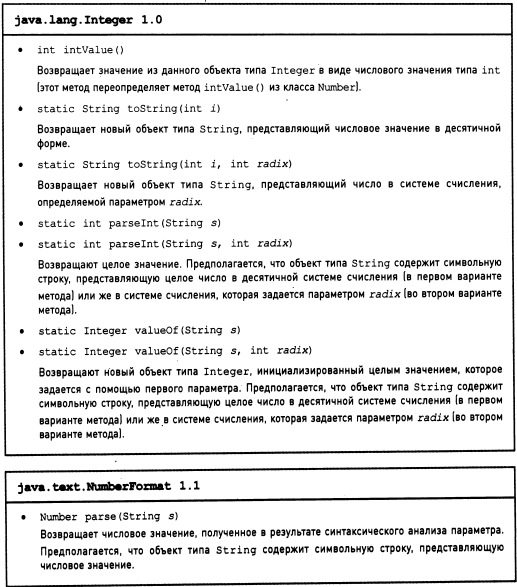 java.lang.Integer 1.0
• int intValue()
Возвращает значение из данного объекта типа Integer в виде числового значения типа int
(этот метод переопределяет метод intValue() из класса Number).
• static String toString(int i)
Возвращает новый объект типа String, представляющий числовое значение в десятичной
форме.
• static String toString(int i, int radix)
Возвращает новый объект типа String, представляющий число в системе счисления,
определяемой параметром radix.
• static int parseInt(String s)
• static int parseInt(String s, int radix)
Возвращают целое значение. Предполагается, что объект типа String содержит символьную
строку, представляющую целое число в десятичной системе счисления (в первом варианте
метода) или же в системе счисления, которая задается параметром radix (во втором варианте
метода).
• static Integer valueOf(String s)
• static Integer valueOf(String s, int radix)
Возвращают новый объект типа Integer, инициализированный целым значением, которое
задается с помощью первого параметра. Предполагается, что объект типа String содержит
символьную строку, представляющую целое число в десятичной системе счисления (в первом
варианте метода) или же в системе счисления, которая задается параметром radix (во втором
варианте метода).
java.text.NumberFormat 1.1
• Number parse(String s)
Возвращает числовое значение, полученное в результате синтаксического анализа параметра.
Предполагается, что объект типа String содержит символьную строку, представляющую
числовое значение.